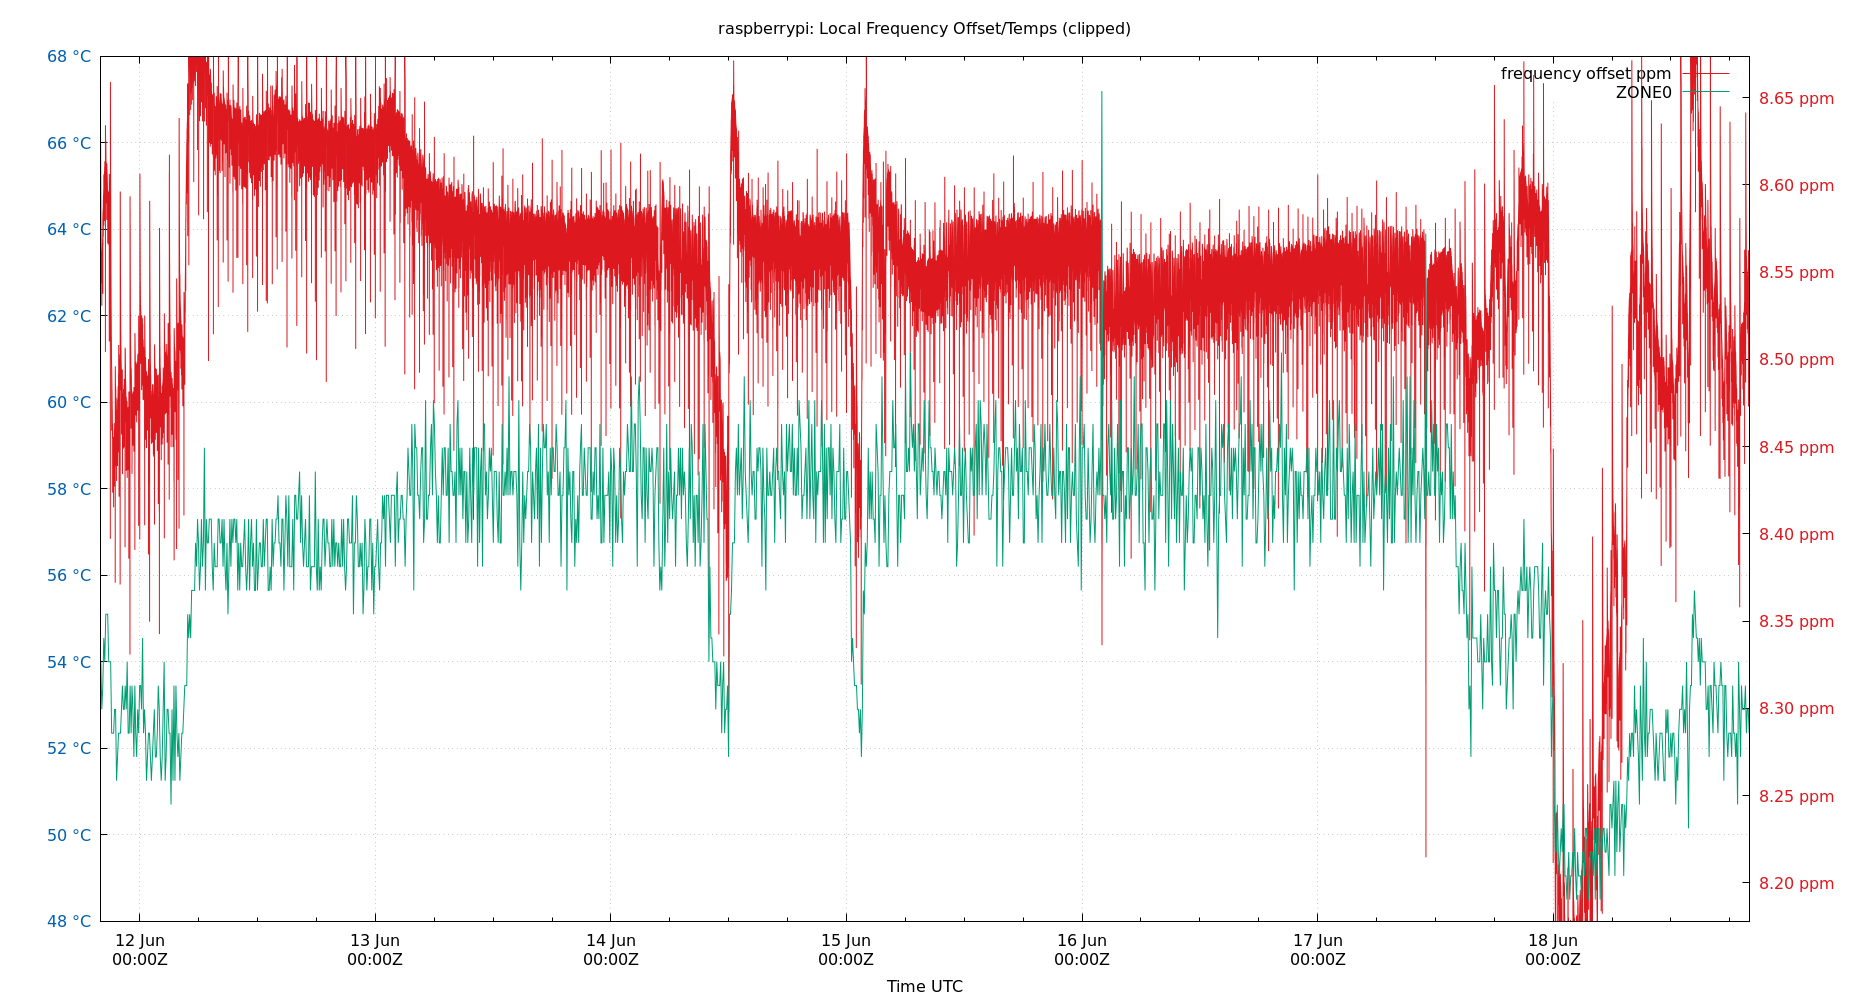 raspberrypi: Local Frequency Offset/Temps (clipped)
frequency offset ppm
ZONE0
68 °C
66 °C
64 °C
62 °C
60 °C
58 °C
56 °C
54 °C
52 °C
50 °C
48 °C
8.65 ppm
8.60 ppm
8.55 ppm
8.50 ppm
8.45 ppm
8.40 ppm
8.35 ppm
8.30 ppm
8.25 ppm
8.20 ppm
12 Jun 13 Jun 14 Jun 15 Jun 16 Jun 17 Jun 18 Jun
00:00Z 00:00Z 00:00Z 00:00Z 00:00Z 00:00Z 00:00Z
Time UTC